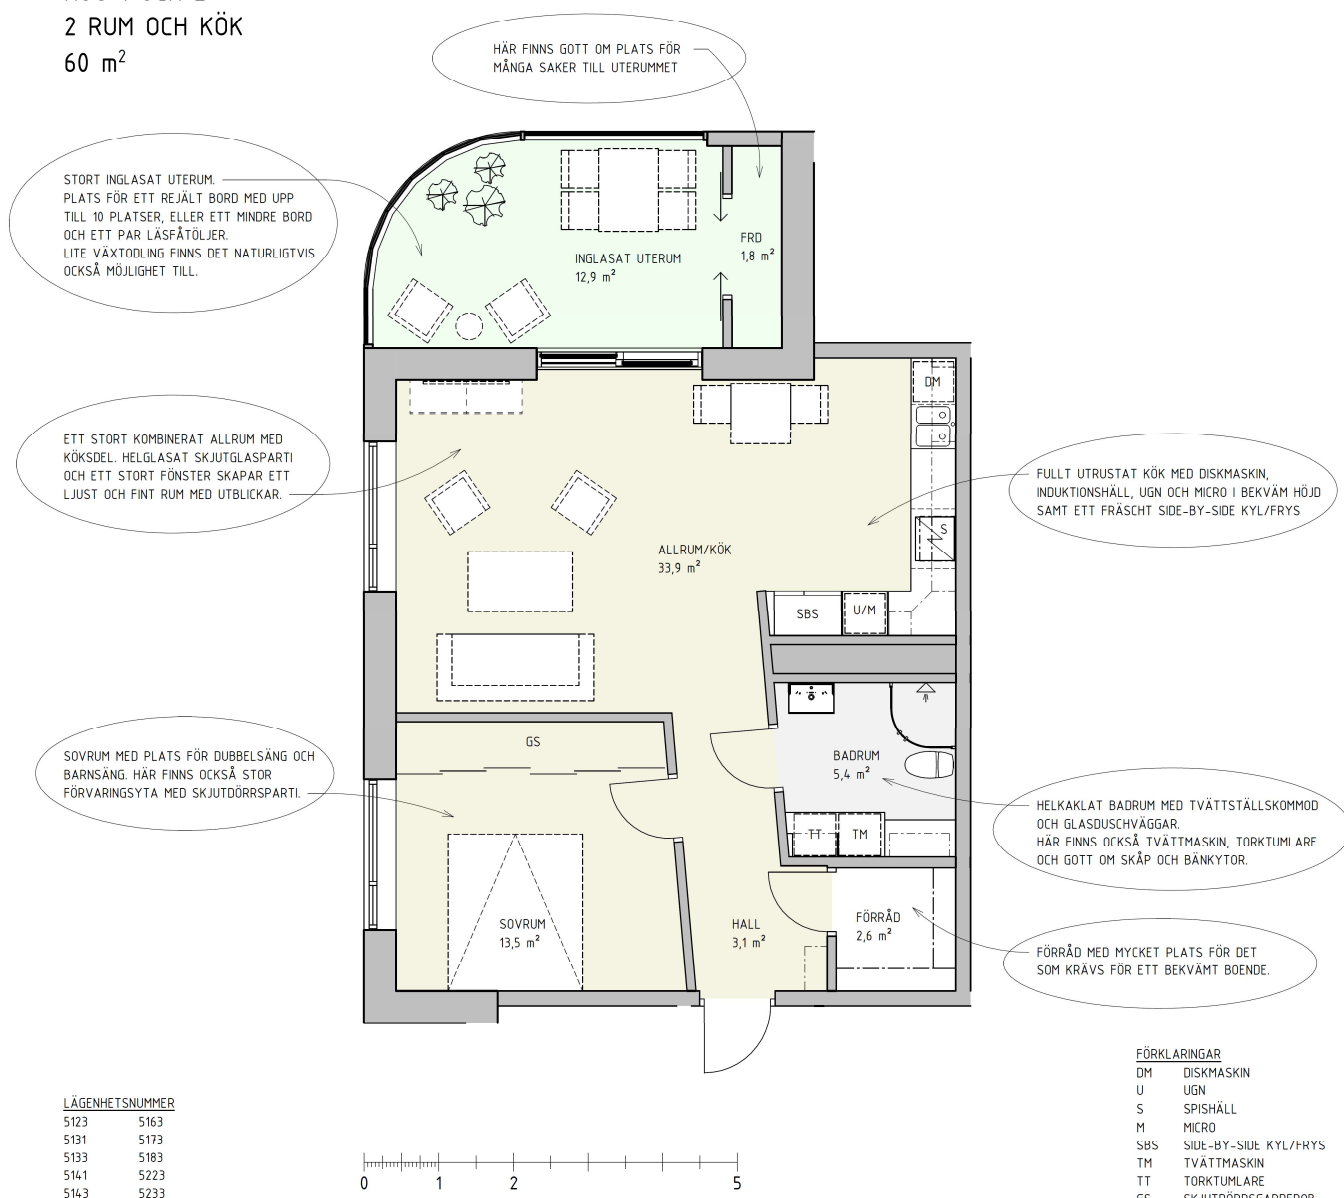 2 RUM OCH KÖK
60 m²
HÄR FINNS GOTT OM PLATS FÖR
MÅNGA SAKER TILL UTERUMMET
STORT INGLASAT UTERUM.
PLATS FÖR ETT REJÄLT BORD MED UPP
TILL 10 PLATSER, ELLER ETT MINDRE BORD
OCH ETT PAR LÄSFÅTÖLJER.
LITE VÄXTODLING FINNS DET NATURLIGTVIS
OCKSÅ MÖJLIGHET TILL.
INGLASAT UTERUM
12,9 m²
FRD
1,8 m²
ETT STORT KOMBINERAT ALLRUM MED
KÖKSDEL. HELGLASAT SKJUTGLASPARTI
OCH ETT STORT FÖNSTER SKAPAR ETT
LJUST OCH FINT RUM MED UTBLICKAR.
DM
FULLT UTRUSTAT KÖK MED DISKMASKIN,
INDUKTIONSHÄLL, UGN OCH MICRO I BEKVÄM HÖJD
SAMT ETT FRÄSCHT SIDE-BY-SIDE KYL/FRYS
S
ALLRUM/KÖK
33,9 m²
SBS
U/M
SOVRUM MED PLATS FÖR DUBBELSÄNG OCH
BARNSÄNG. HÄR FINNS OCKSÅ STOR
FÖRVARINGSYTA MED SKJUTDÖRRSPARTI.
GS
BADRUM
5,4 m²
TT
TM
HELKAKLAT BADRUM MED TVÄTTSTÄLLSKOMMOD
OCH GLASDUSCHVÄGGAR.
HÄR FINNS OCKSÅ TVÄTTMASKIN, TORKTUMLARE
OCH GOTT OM SKÅP OCH BÄNKYTOR.
SOVRUM
13,5 m²
HALL
3,1 m²
FÖRRÅD
2,6 m²
FÖRRÅD MED MYCKET PLATS FÖR DET
SOM KRÄVS FÖR ETT BEKVÄMT BOENDE.
LÄGENHETSNUMMER
5123 5163
5131 5173
5133 5183
5141 5223
5143 5233
0 1 2 5
FÖRKLARINGAR
DM DISKMASKIN
U UGN
S SPISHÄLL
M MICRO
SBS SIDE-BY-SIDE KYL/FRYS
TM TVÄTTMASKIN
TT TORKTUMLARE
GS SKJUTDÖRRSGARDEROB